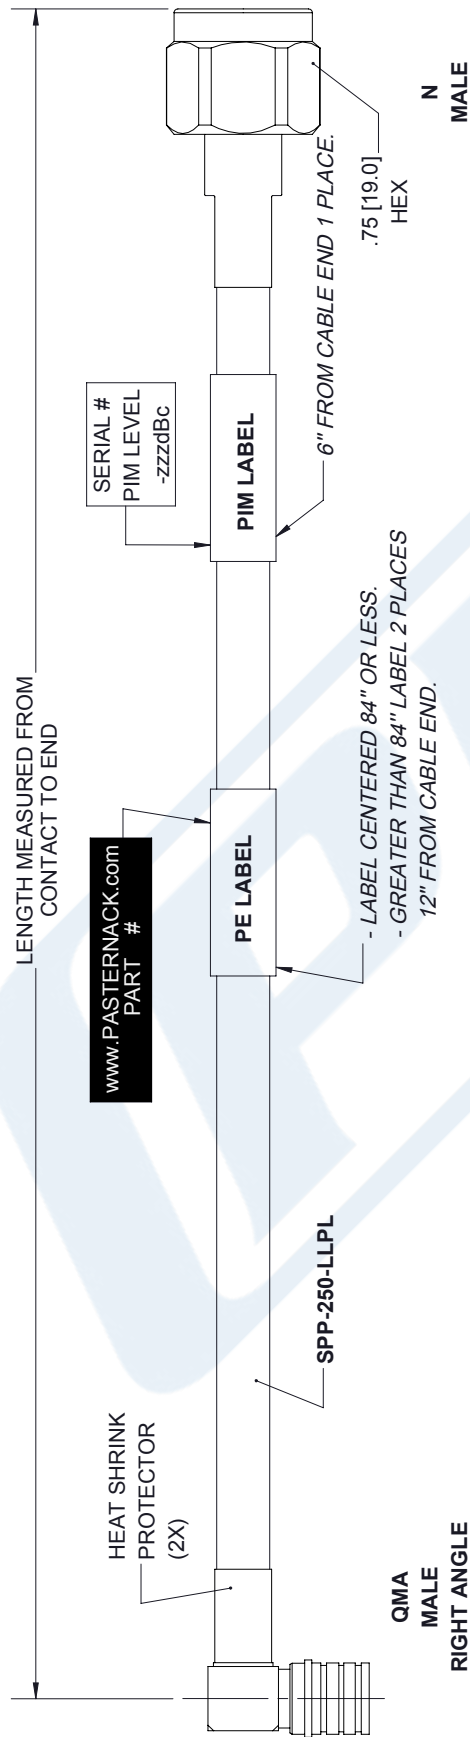 LENGTH MEASURED FROM
CONTACT TO END
HEAT SHRINK
PROTECTOR
(2X)
www.PASTERNACK.com
PART #
SERIAL #
PIM LEVEL
-zzzdBc
PE LABEL
PIM LABEL
SPP-250-LLPL
- LABEL CENTERED 84" OR LESS.
- GREATER THAN 84" LABEL 2 PLACES
12" FROM CABLE END.
6" FROM CABLE END 1 PLACE.
.75 [19.0]
HEX
QMA
MALE
RIGHT ANGLE
N
MALE